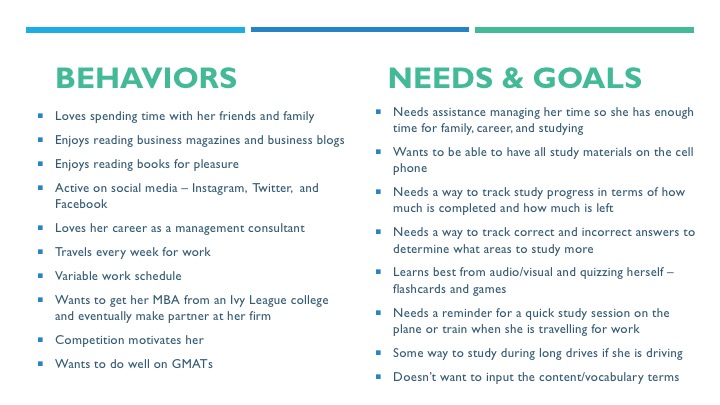 BEHAVIORS
Loves spending time with her friends and family
Enjoys reading business magazines and business blogs
Enjoys reading books for pleasure
Active on social media – Instagram, Twitter, and
Facebook
Loves her career as a management consultant
Travels every week for work
Variable work schedule
Wants to get her MBA from an Ivy League college
and eventually make partner at her firm
Competition motivates her
Wants to do well on GMATs
NEEDS & GOALS
Needs assistance managing her time so she has enough
time for family, career, and studying
Wants to be able to have all study materials on the cell
phone
Needs a way to track study progress in terms of how
much is completed and how much is left
Needs a way to track correct and incorrect answers to
determine what areas to study more
Learns best from audio/visual and quizzing herself –
flashcards and games
Needs a reminder for a quick study session on the
plane or train when she is travelling for work
Some way to study during long drives if she is driving
Doesn't want to input the content/vocabulary terms